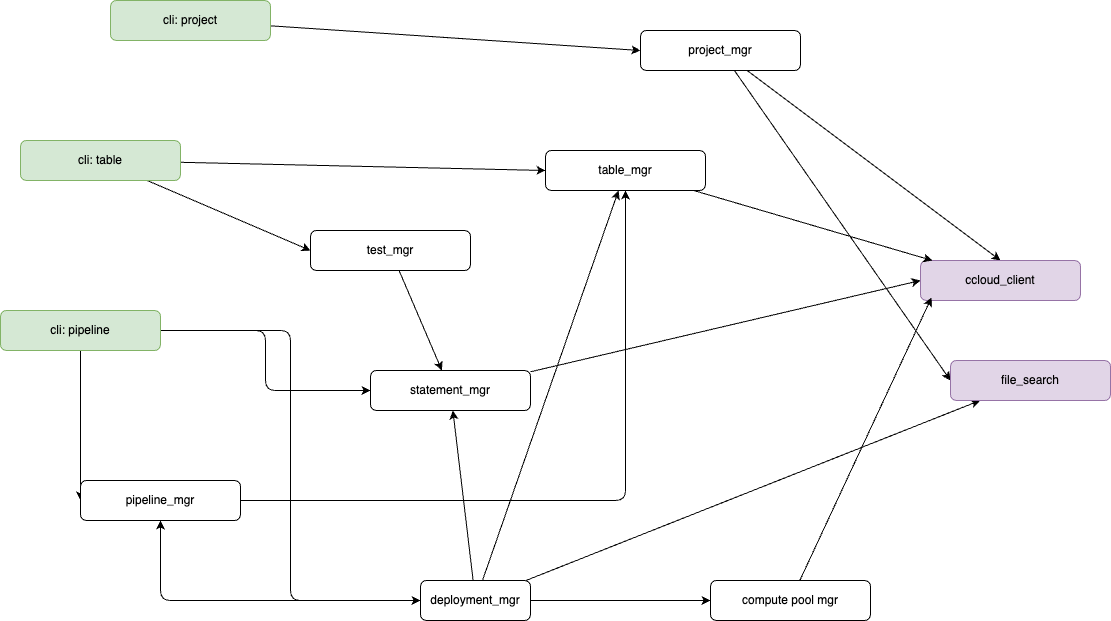 cli: project
project_mgr
cli: table
table_mgr
test_mgr
ccloud_client
cli: pipeline
file_search
statement_mgr
pipeline_mgr
deployment_mgr
compute pool mgr